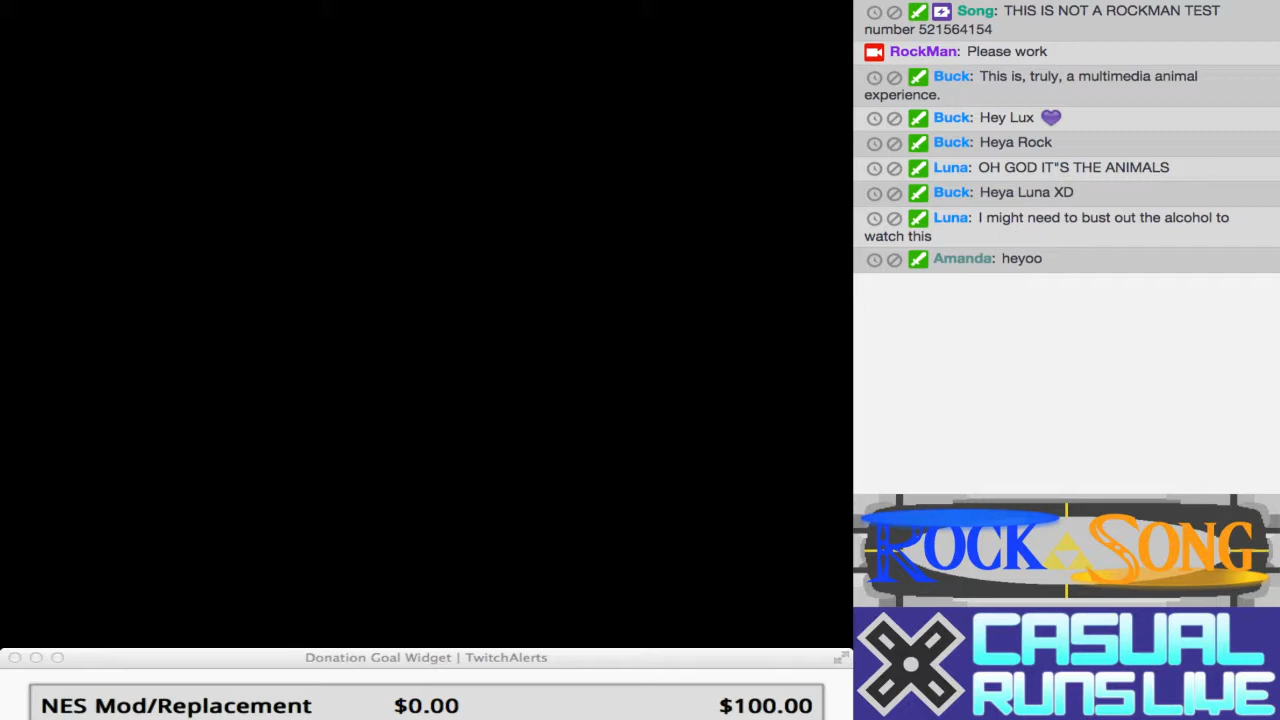 Song: THIS IS NOT A ROCKMAN TEST
number 521564154
RockMan: Please work
Buck: This is, truly, a multimedia animal
experience.
Buck: Hey Lux
Buck: Heya Rock
Luna: OH GOD IT"S THE ANIMALS
Buck: Heya Luna XD
Luna: I might need to bust out the alcohol to
watch this
Amanda: heyoo
ROCK SONG
CASUAL
RUNS LIVE
Donation Goal Widget | TwitchAlerts
NES Mod/Replacement $0.00 $100.00